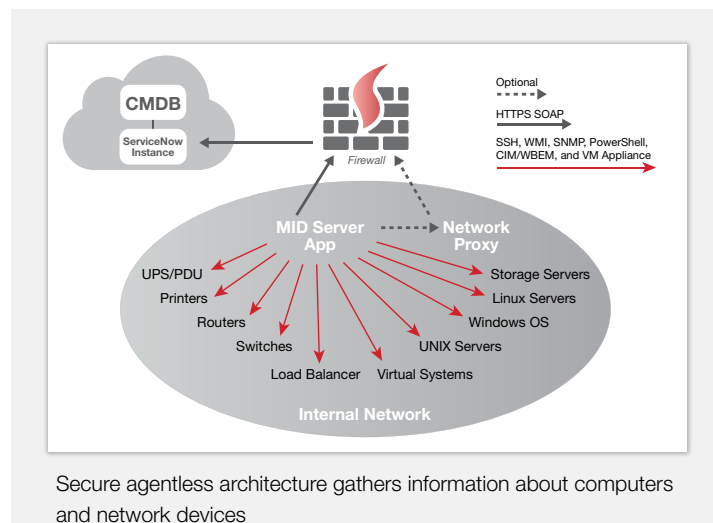 CMDB
ServiceNow
Instance
Firewall
Optional
HTTPS SOAP
SSH, WMI, SNMP, PowerShell,
CIM/WBEM, and VM Appliance
MID Server
App
Network
Proxy
UPS/PDU
Printers
Routers
Switches
Load Balancer
Virtual Systems
UNIX Servers
Windows OS
Linux Servers
Storage Servers
Internal Network
Secure agentless architecture gathers information about computers
and network devices